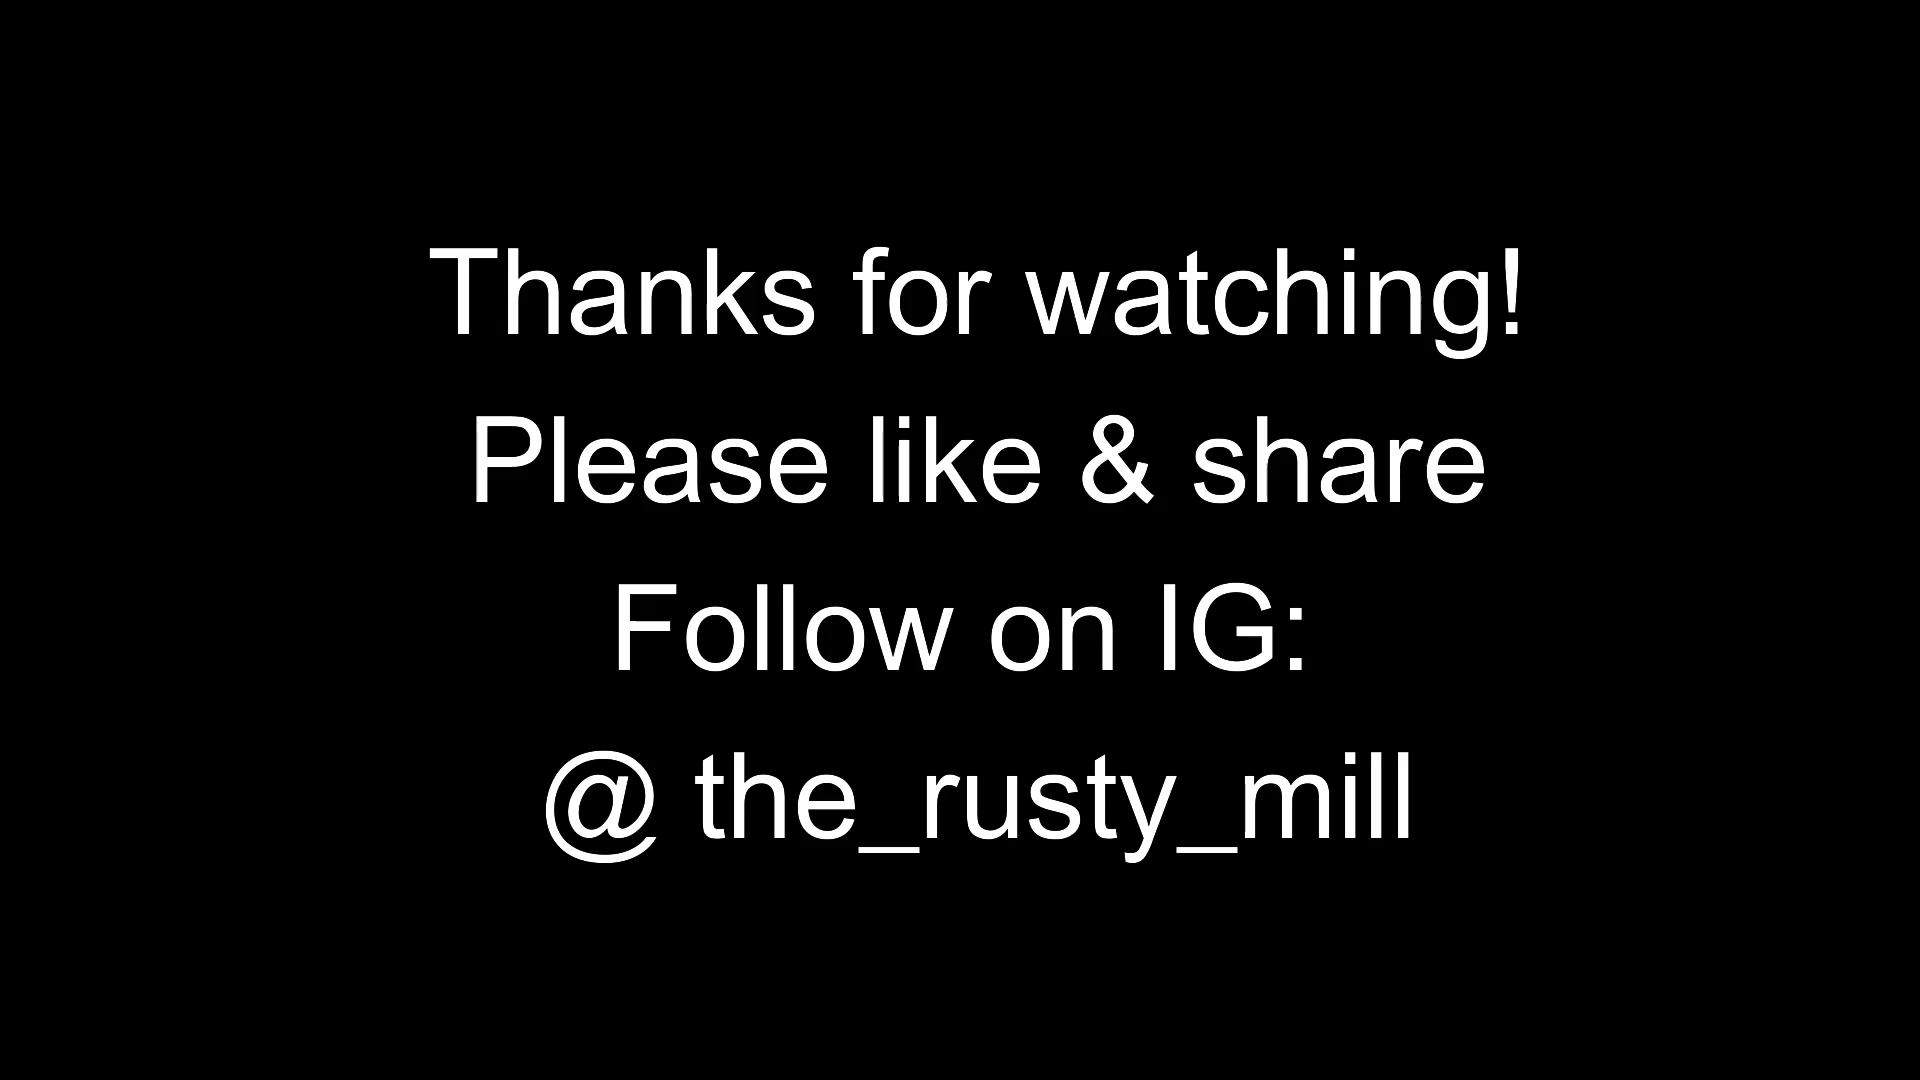 Thanks for watching!
Please like & share
Follow on IG:
@ the_rusty_mill